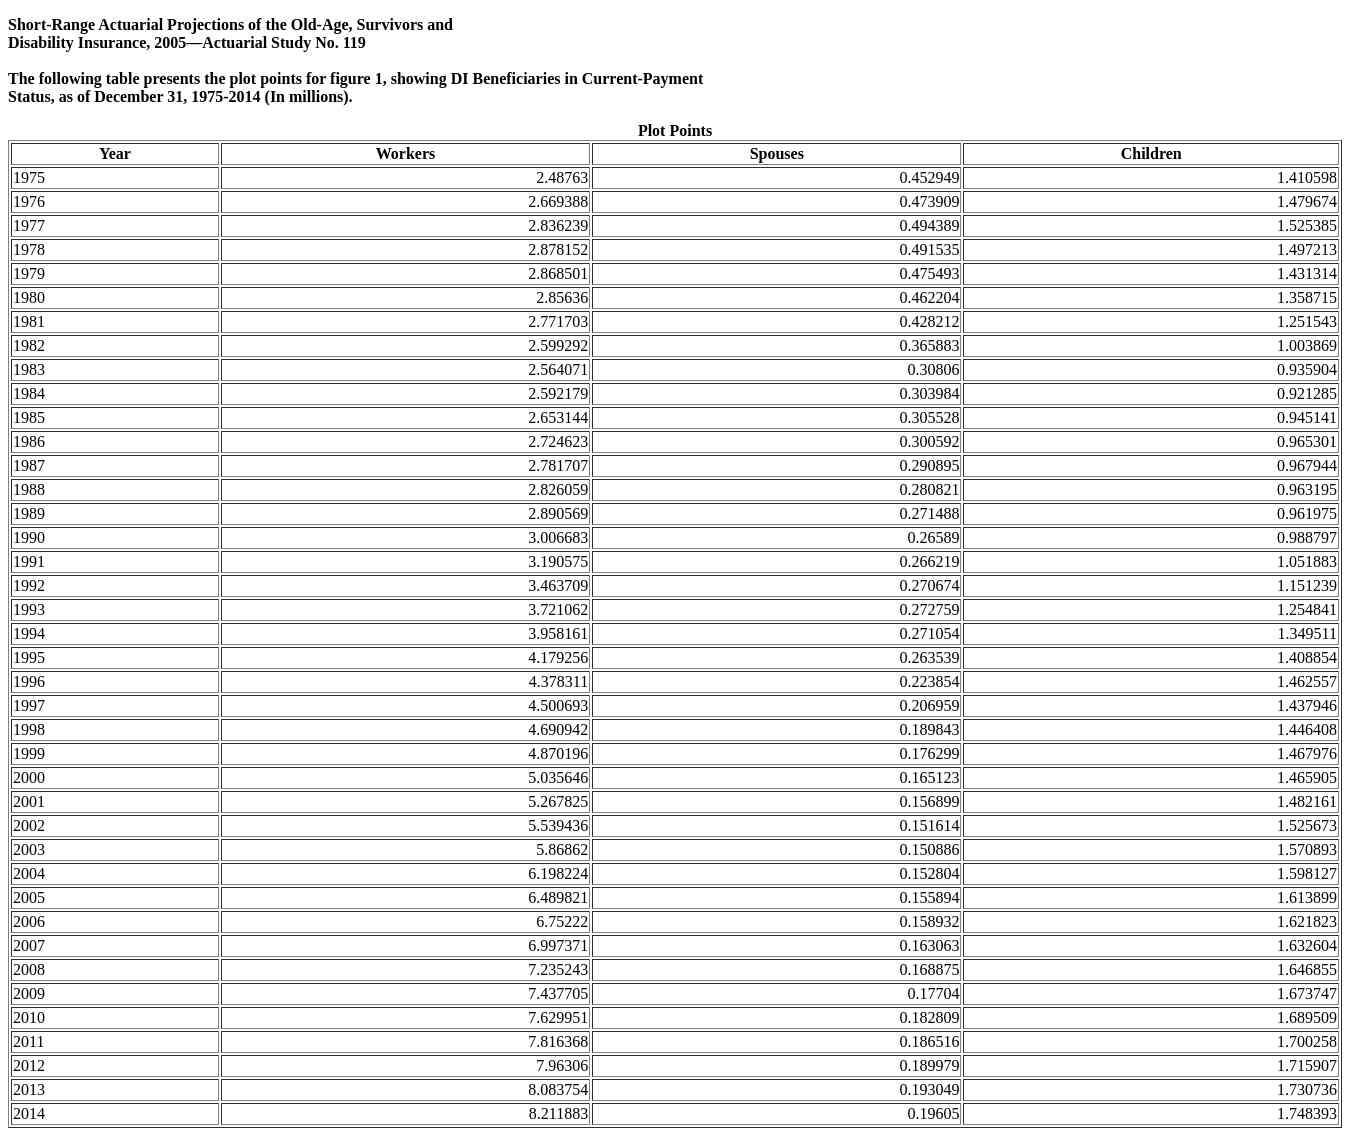 Short-Range Actuarial Projections of the Old-Age, Survivors and
Disability Insurance, 2005—Actuarial Study No. 119
The following table presents the plot points for figure 1, showing DI Beneficiaries in Current-Payment
Status, as of December 31, 1975-2014 (In millions).
Plot Points
Year Workers Spouses Children
1975 2.48763 0.452949 1.410598
1976 2.669388 0.473909 1.479674
1977 2.836239 0.494389 1.525385
1978 2.878152 0.491535 1.497213
1979 2.868501 0.475493 1.431314
1980 2.85636 0.462204 1.358715
1981 2.771703 0.428212 1.251543
1982 2.599292 0.365883 1.003869
1983 2.564071 0.30806 0.935904
1984 2.592179 0.303984 0.921285
1985 2.653144 0.305528 0.945141
1986 2.724623 0.300592 0.965301
1987 2.781707 0.290895 0.967944
1988 2.826059 0.280821 0.963195
1989 2.890569 0.271488 0.961975
1990 3.006683 0.26589 0.988797
1991 3.190575 0.266219 1.051883
1992 3.463709 0.270674 1.151239
1993 3.721062 0.272759 1.254841
1994 3.958161 0.271054 1.349511
1995 4.179256 0.263539 1.408854
1996 4.378311 0.223854 1.462557
1997 4.500693 0.206959 1.437946
1998 4.690942 0.189843 1.446408
1999 4.870196 0.176299 1.467976
2000 5.035646 0.165123 1.465905
2001 5.267825 0.156899 1.482161
2002 5.539436 0.151614 1.525673
2003 5.86862 0.150886 1.570893
2004 6.198224 0.152804 1.598127
2005 6.489821 0.155894 1.613899
2006 6.75222 0.158932 1.621823
2007 6.997371 0.163063 1.632604
2008 7.235243 0.168875 1.646855
2009 7.437705 0.17704 1.673747
2010 7.629951 0.182809 1.689509
2011 7.816368 0.186516 1.700258
2012 7.96306 0.189979 1.715907
2013 8.083754 0.193049 1.730736
2014 8.211883 0.19605 1.748393